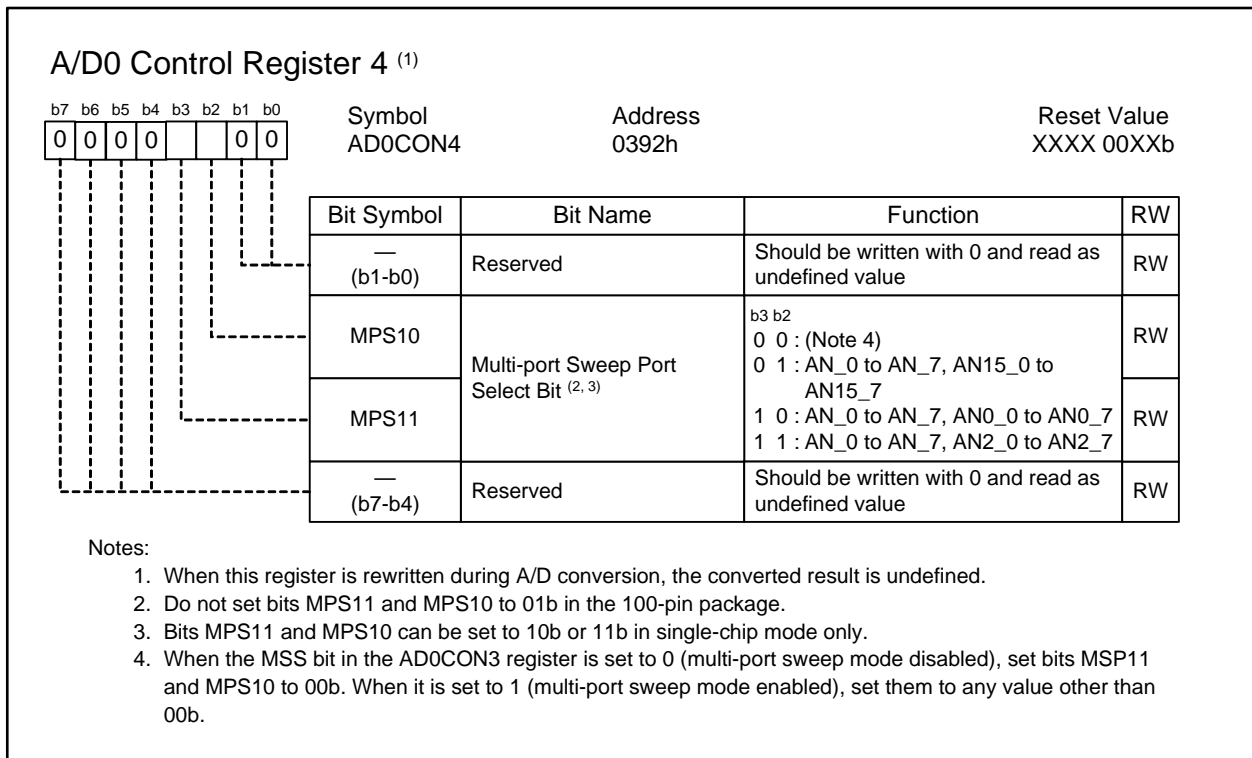 A/D0 Control Register 4 (1)
b7 b6 b5 b4 b3 b2 b1 b0
0 0 0 0 0 0
Symbol Address Reset Value
AD0CON4 0392h XXXX 00XXb
Bit Symbol Bit Name Function RW
—
(b1-b0)
Reserved
Should be written with 0 and read as
undefined value
RW
MPS10
MPS11
Multi-port Sweep Port
Select Bit (2, 3)
b3 b2
0 0 : (Note 4)
0 1 : AN_0 to AN_7, AN15_0 to
AN15_7
1 0 : AN_0 to AN_7, AN0_0 to AN0_7
1 1 : AN_0 to AN_7, AN2_0 to AN2_7
RW
RW
—
(b7-b4)
Reserved
Should be written with 0 and read as
undefined value
RW
Notes:
1. When this register is rewritten during A/D conversion, the converted result is undefined.
2. Do not set bits MPS11 and MPS10 to 01b in the 100-pin package.
3. Bits MPS11 and MPS10 can be set to 10b or 11b in single-chip mode only.
4. When the MSS bit in the AD0CON3 register is set to 0 (multi-port sweep mode disabled), set bits MSP11
and MPS10 to 00b. When it is set to 1 (multi-port sweep mode enabled), set them to any value other than
00b.